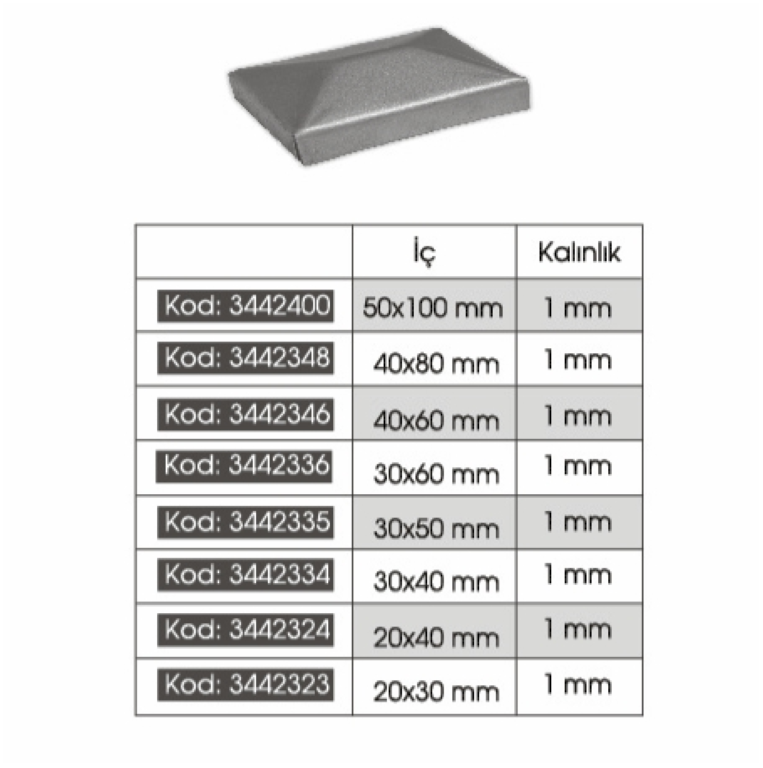 İç Kalınlık
Kod: 3442400 50x100 mm 1 mm
Kod: 3442348 40x80 mm 1 mm
Kod: 3442346 40x60 mm 1 mm
Kod: 3442336 30x60 mm 1 mm
Kod: 3442335 30x50 mm 1 mm
Kod: 3442334 30x40 mm 1 mm
Kod: 3442324 20x40 mm 1 mm
Kod: 3442323 20x30 mm 1 mm